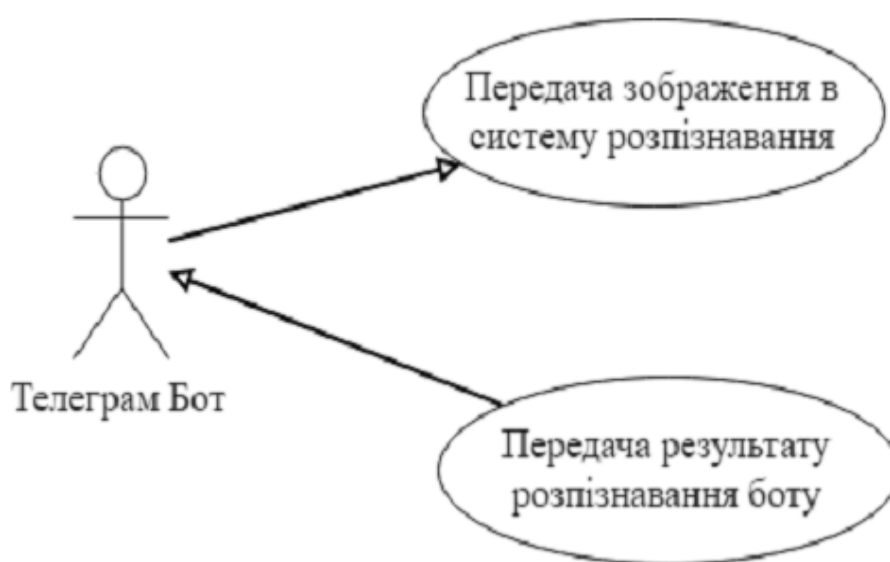 Передача зображення в
систему розпізнавання
Телеграм Бот
Передача результату
розпізнавання боту